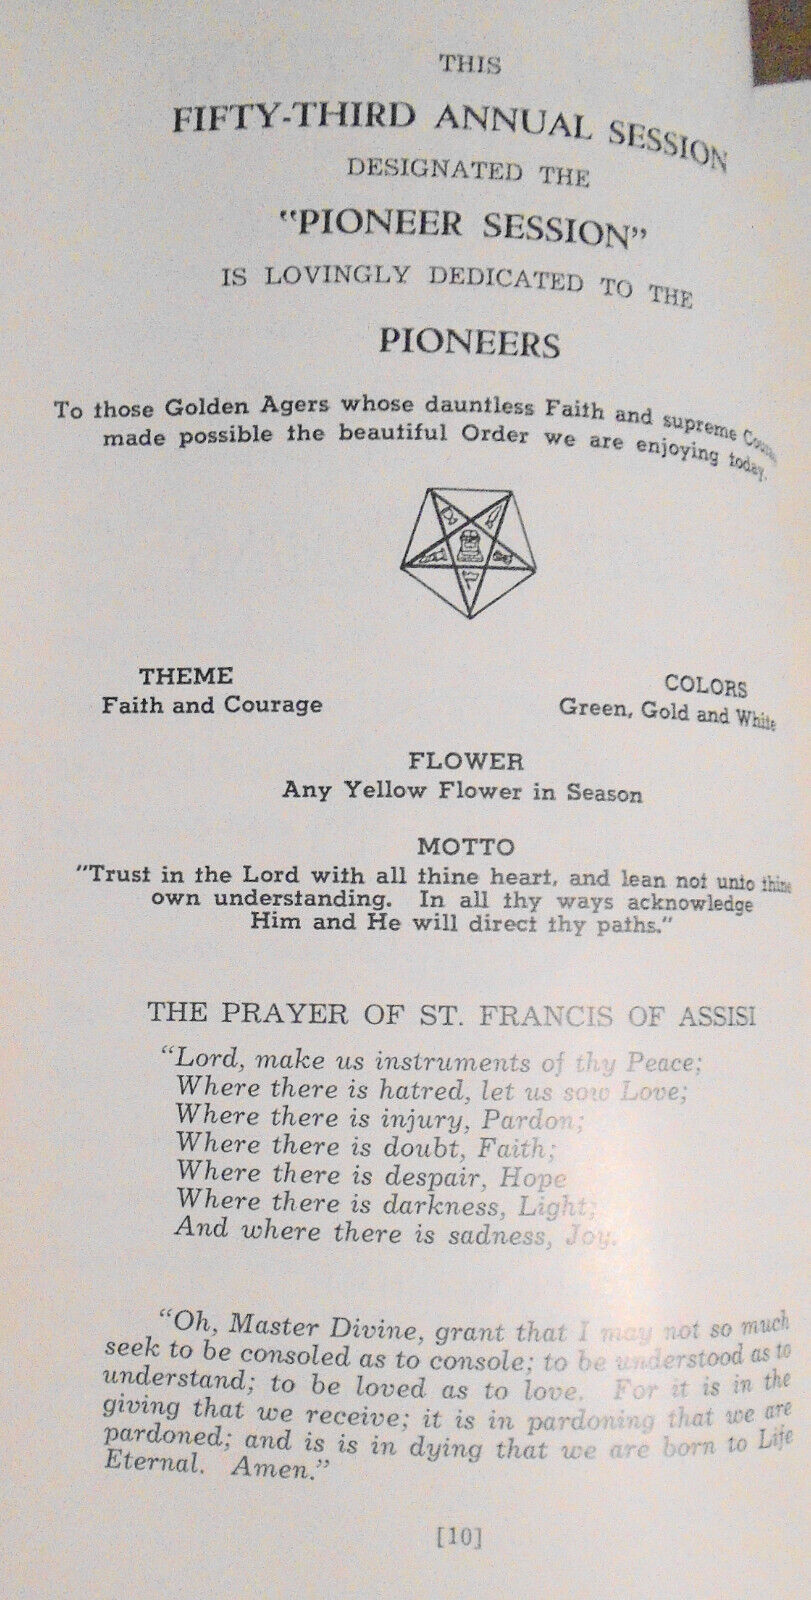 THIS
FIFTY-THIRD ANNUAL SESSION
DESIGNATED THE
"PIONEER SESSION"
IS LOVINGLY DEDICATED TO THE
PIONEERS
To those Golden Agers whose dauntless Faith and supreme
made possible the beautiful Order we are enjoying today.
THEME
Faith and Courage
COLORS
Green, Gold and White
FLOWER
Any Yellow Flower in Season
MOTTO
"Trust in the Lord with all thine heart, and lean not unto thine
own understanding. In all thy ways acknowledge
Him and He will direct thy paths."
THE PRAYER OF ST. FRANCIS OF ASSISI
"Lord, make us instruments of thy Peace;
Where there is hatred, let us sow Love;
Where there is injury, Pardon;
Where there is doubt, Faith;
Where there is despair, Hope
Where there is darkness, Light;
And where there is sadness, Joy.
"Oh, Master Divine, grant that I may not so much
seek to be consoled as to console; to be understood as to
understand; to be loved as to love. For it is in the
giving that we receive; it is in pardoning that we are
pardoned; and is is in dying that we are born to Life
Eternal. Amen."
[10]